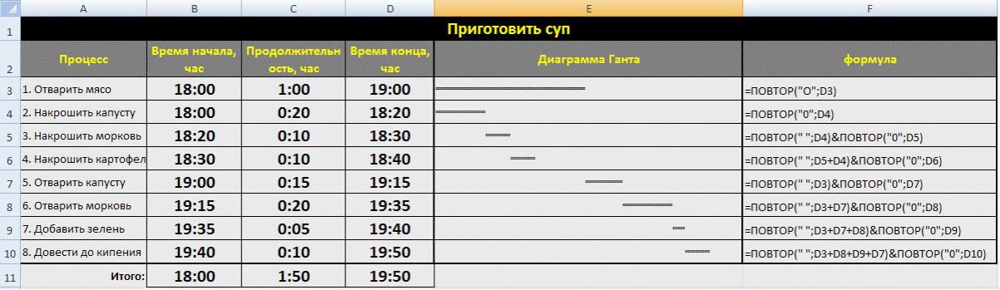 A B C D E F
1 Приготовить суп
2 Процесс Время начала, час Продолжительн ость, час Время конца, час Диаграмма Ганта формула
3 1. Отварить мясо 18:00 1:00 19:00 =ПОВТОР("О";D3)
4 2. Накрошить капусту 18:00 0:20 18:20 =ПОВТОР("0";D4)
5 3. Накрошить морковь 18:20 0:10 18:30 =ПОВТОР(" ";D4)&ПОВТОР("0";D5)
6 4. Накрошить картофел 18:30 0:10 18:40 =ПОВТОР(" ";D5+D4)&ПОВТОР("0";D6)
7 5. Отварить капусту 19:00 0:15 19:15 =ПОВТОР(" ";D3)&ПОВТОР("0";D7)
8 6. Отварить морковь 19:15 0:20 19:35 =ПОВТОР(" ";D3+D7)&ПОВТОР("0";D8)
9 7. Добавить зелень 19:35 0:05 19:40 =ПОВТОР(" ";D3+D7+D8)&ПОВТОР("0";D9)
10 8. Довести до кипения 19:40 0:10 19:50 =ПОВТОР(" ";D3+D8+D9+D7)&ПОВТОР("0";D10)
11 Итого: 18:00 1:50 19:50